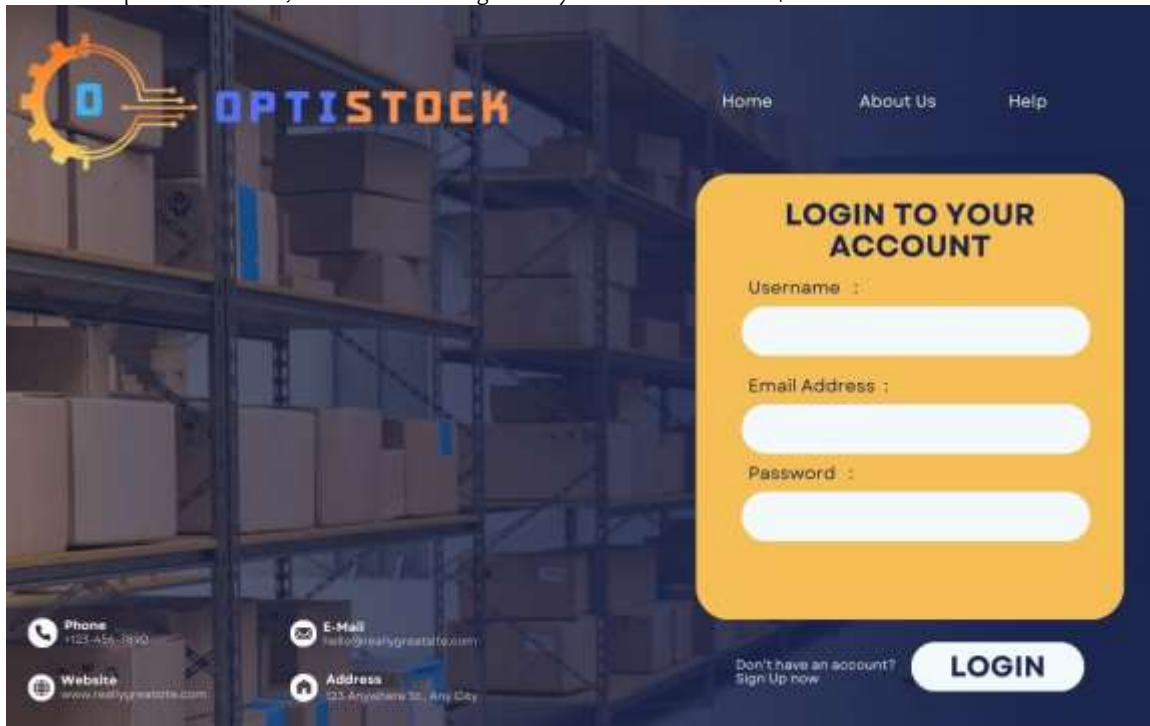 O OPTISTOCK
Home About Us Help
LOGIN TO YOUR
ACCOUNT
Username :
Email Address :
Password :
Phone
+123-456-7890
E-Mail
hello@reallygreatsite.com
Website
www.reallygreatsite.com
Address
123 Anywhere St., Any City
Don't have an account?
Sign Up now
LOGIN